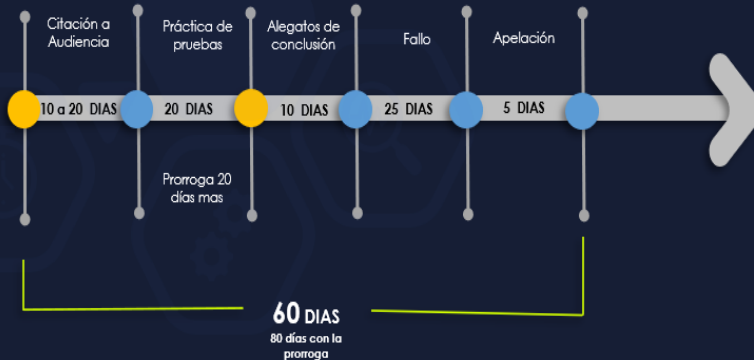 Citación a
Audiencia
Práctica de
pruebas
Alegatos de
conclusión
Fallo
Apelación
10 a 20 DIAS
20 DIAS
10 DIAS
25 DIAS
5 DIAS
Prorroga 20
días mas
60 DIAS
80 días con la
prorroga